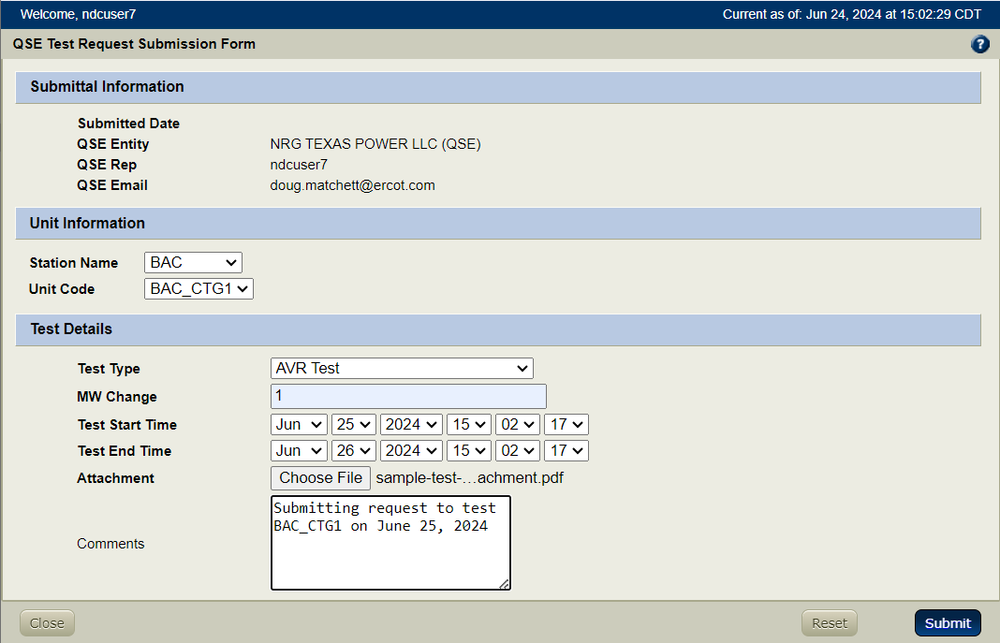 Welcome, ndcuser7 Current as of: Jun 24, 2024 at 15:02:29 CDT
QSE Test Request Submission Form ?
Submittal Information
Submitted Date
QSE Entity NRG TEXAS POWER LLC (QSE)
QSE Rep ndcuser7
QSE Email doug.matchett@ercot.com
Unit Information
Station Name BAC
Unit Code BAC_CTG1
Test Details
Test Type AVR Test
MW Change 1
Test Start Time Jun 25 2024 15 02 17
Test End Time Jun 26 2024 15 02 17
Attachment Choose File sample-test-...achment.pdf
Submitting request to test
BAC_CTG1 on June 25, 2024
Comments
Close Reset Submit